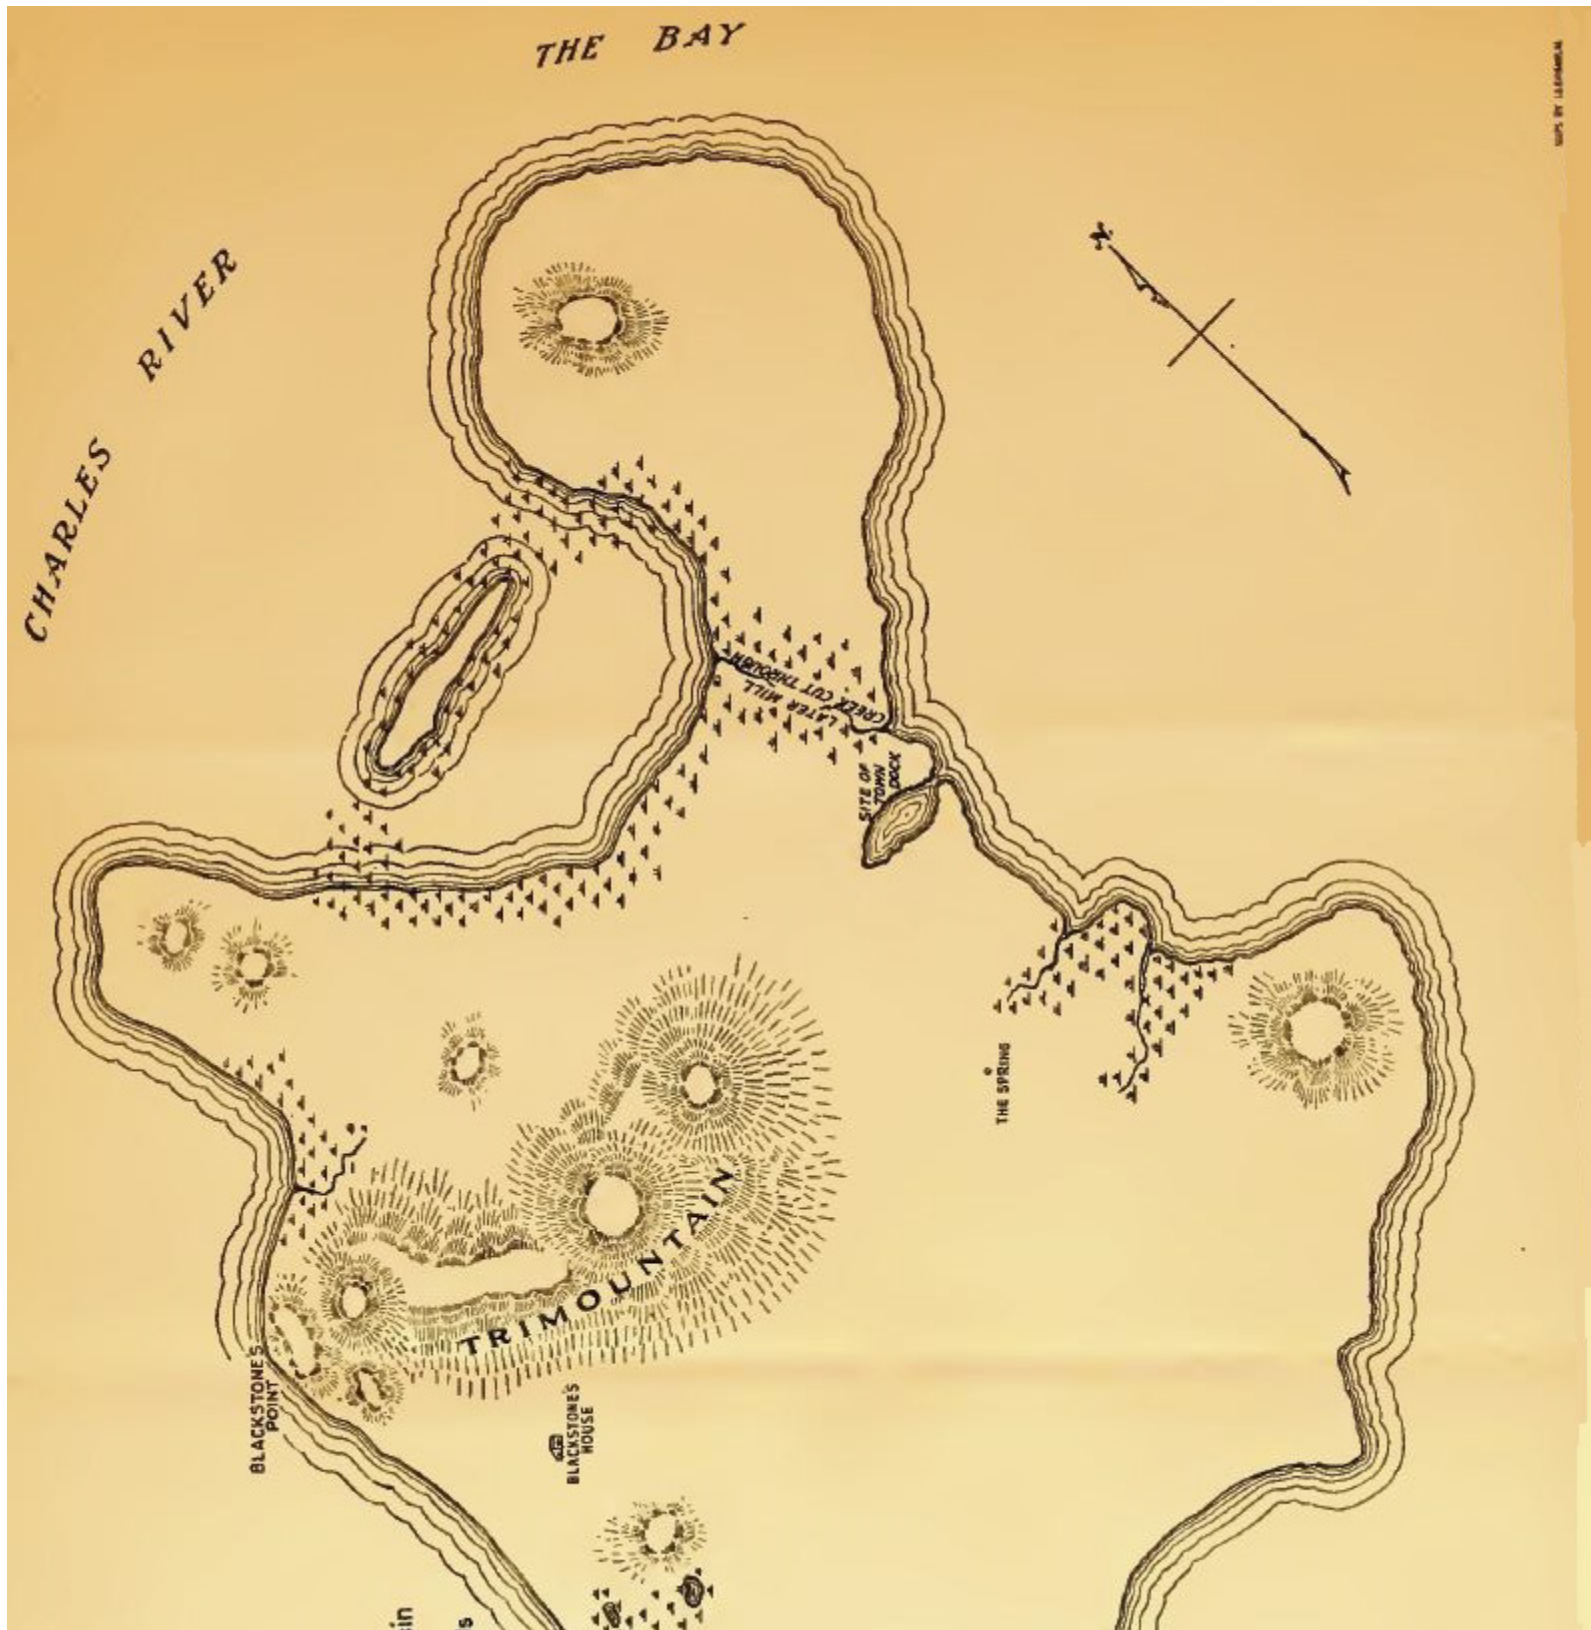 THE BAY
CHARLES RIVER
N
LATER MILL
CREEK CUT THROUGH
SITE OF
TOWN
DOCK
THE SPRING
TRIMOUNTAIN
BLACKSTONES
POINT
BLACKSTONES
HOUSE